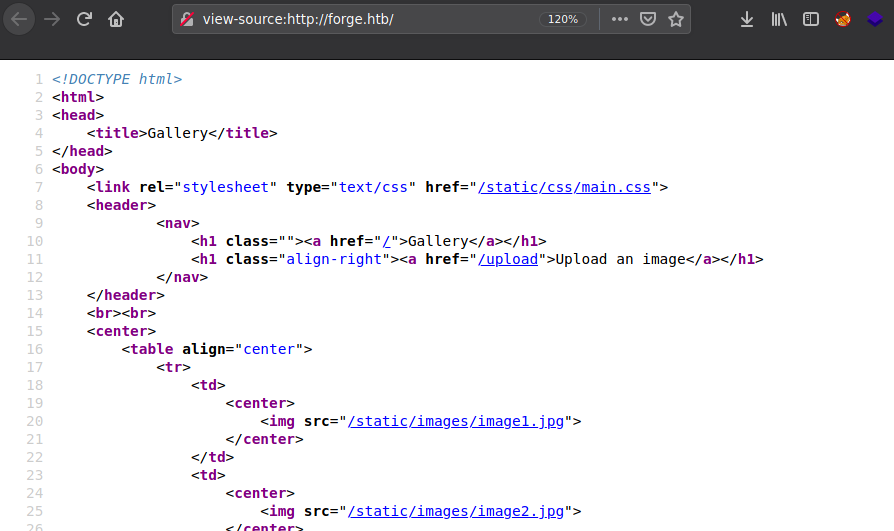 view-source:http://forge.htb/ 120%
1 <!DOCTYPE html>
2 <html>
3 <head>
4 <title>Gallery</title>
5 </head>
6 <body>
7 <link rel="stylesheet" type="text/css" href="/static/css/main.css">
8 <header>
9 <nav>
10 <h1 class=""><a href="/">Gallery</a></h1>
11 <h1 class="align-right"><a href="/upload">Upload an image</a></h1>
12 </nav>
13 </header>
14 <br><br>
15 <center>
16 <table align="center">
17 <tr>
18 <td>
19 <center>
20 <img src="/static/images/image1.jpg">
21 </center>
22 </td>
23 <td>
24 <center>
25 <img src="/static/images/image2.jpg">
26 </center>